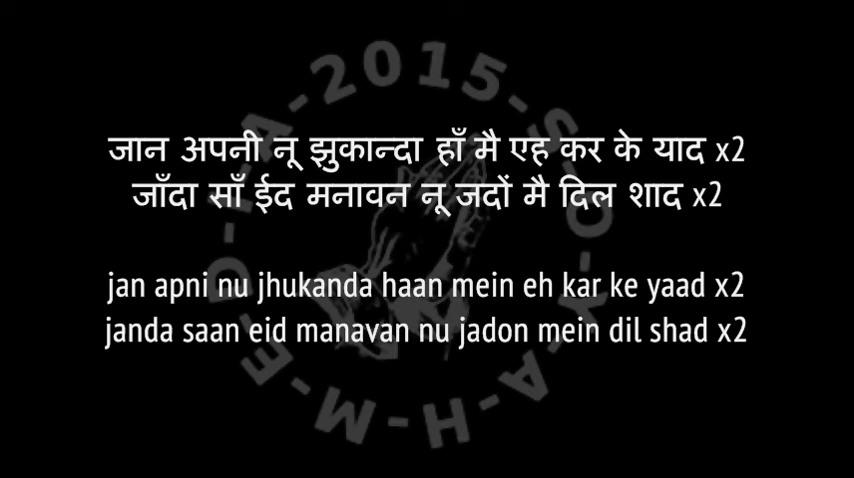 जान अपनी नू झुकान्दा हाँ मै एह कर के याद x2
जाँदा साँ ईद मनावन नू जदों मै दिल शाद x2
jan apni nu jhukanda haan mein eh kar ke yaad x2
janda saan eid manavan nu jadon mein dil shad x2
S-O-Y-A-H-M-E-D-I-A-2015-